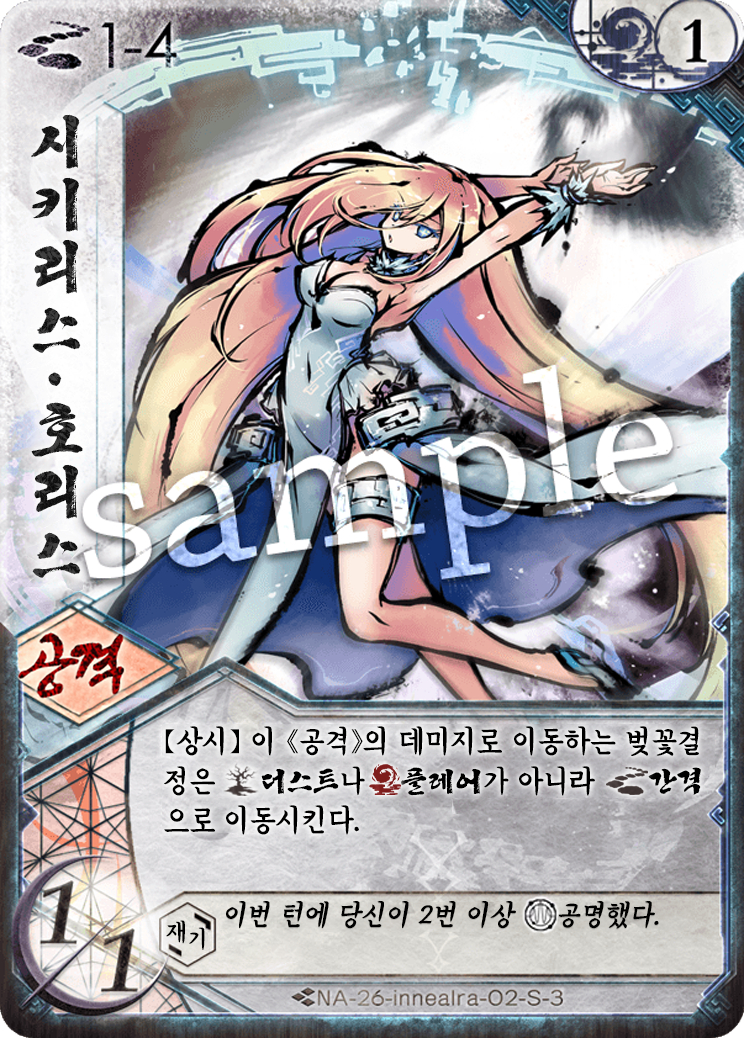 1-4
1
시키리스·호리스
sample
공격
【상시】 이 《공격》의 데미지로 이동하는 벚꽃결
정은 더스트나 플레어가 아니라 간격
으로 이동시킨다.
1/1
재기
이번 턴에 당신이 2번 이상 공명했다.
NA-26-innealra-O2-S-3